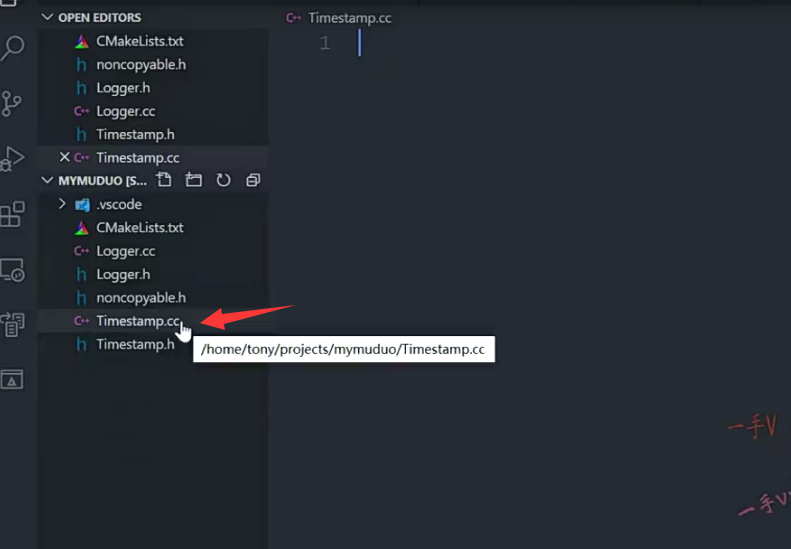 OPEN EDITORS
CMakeLists.txt
noncopyable.h
Logger.h
Logger.cc
Timestamp.h
Timestamp.cc
MYMUDUO [S...
.vscode
CMakeLists.txt
Logger.cc
Logger.h
noncopyable.h
Timestamp.cc
Timestamp.h
/home/tony/projects/mymuduo/Timestamp.cc
Timestamp.cc
1
一手V
一手V